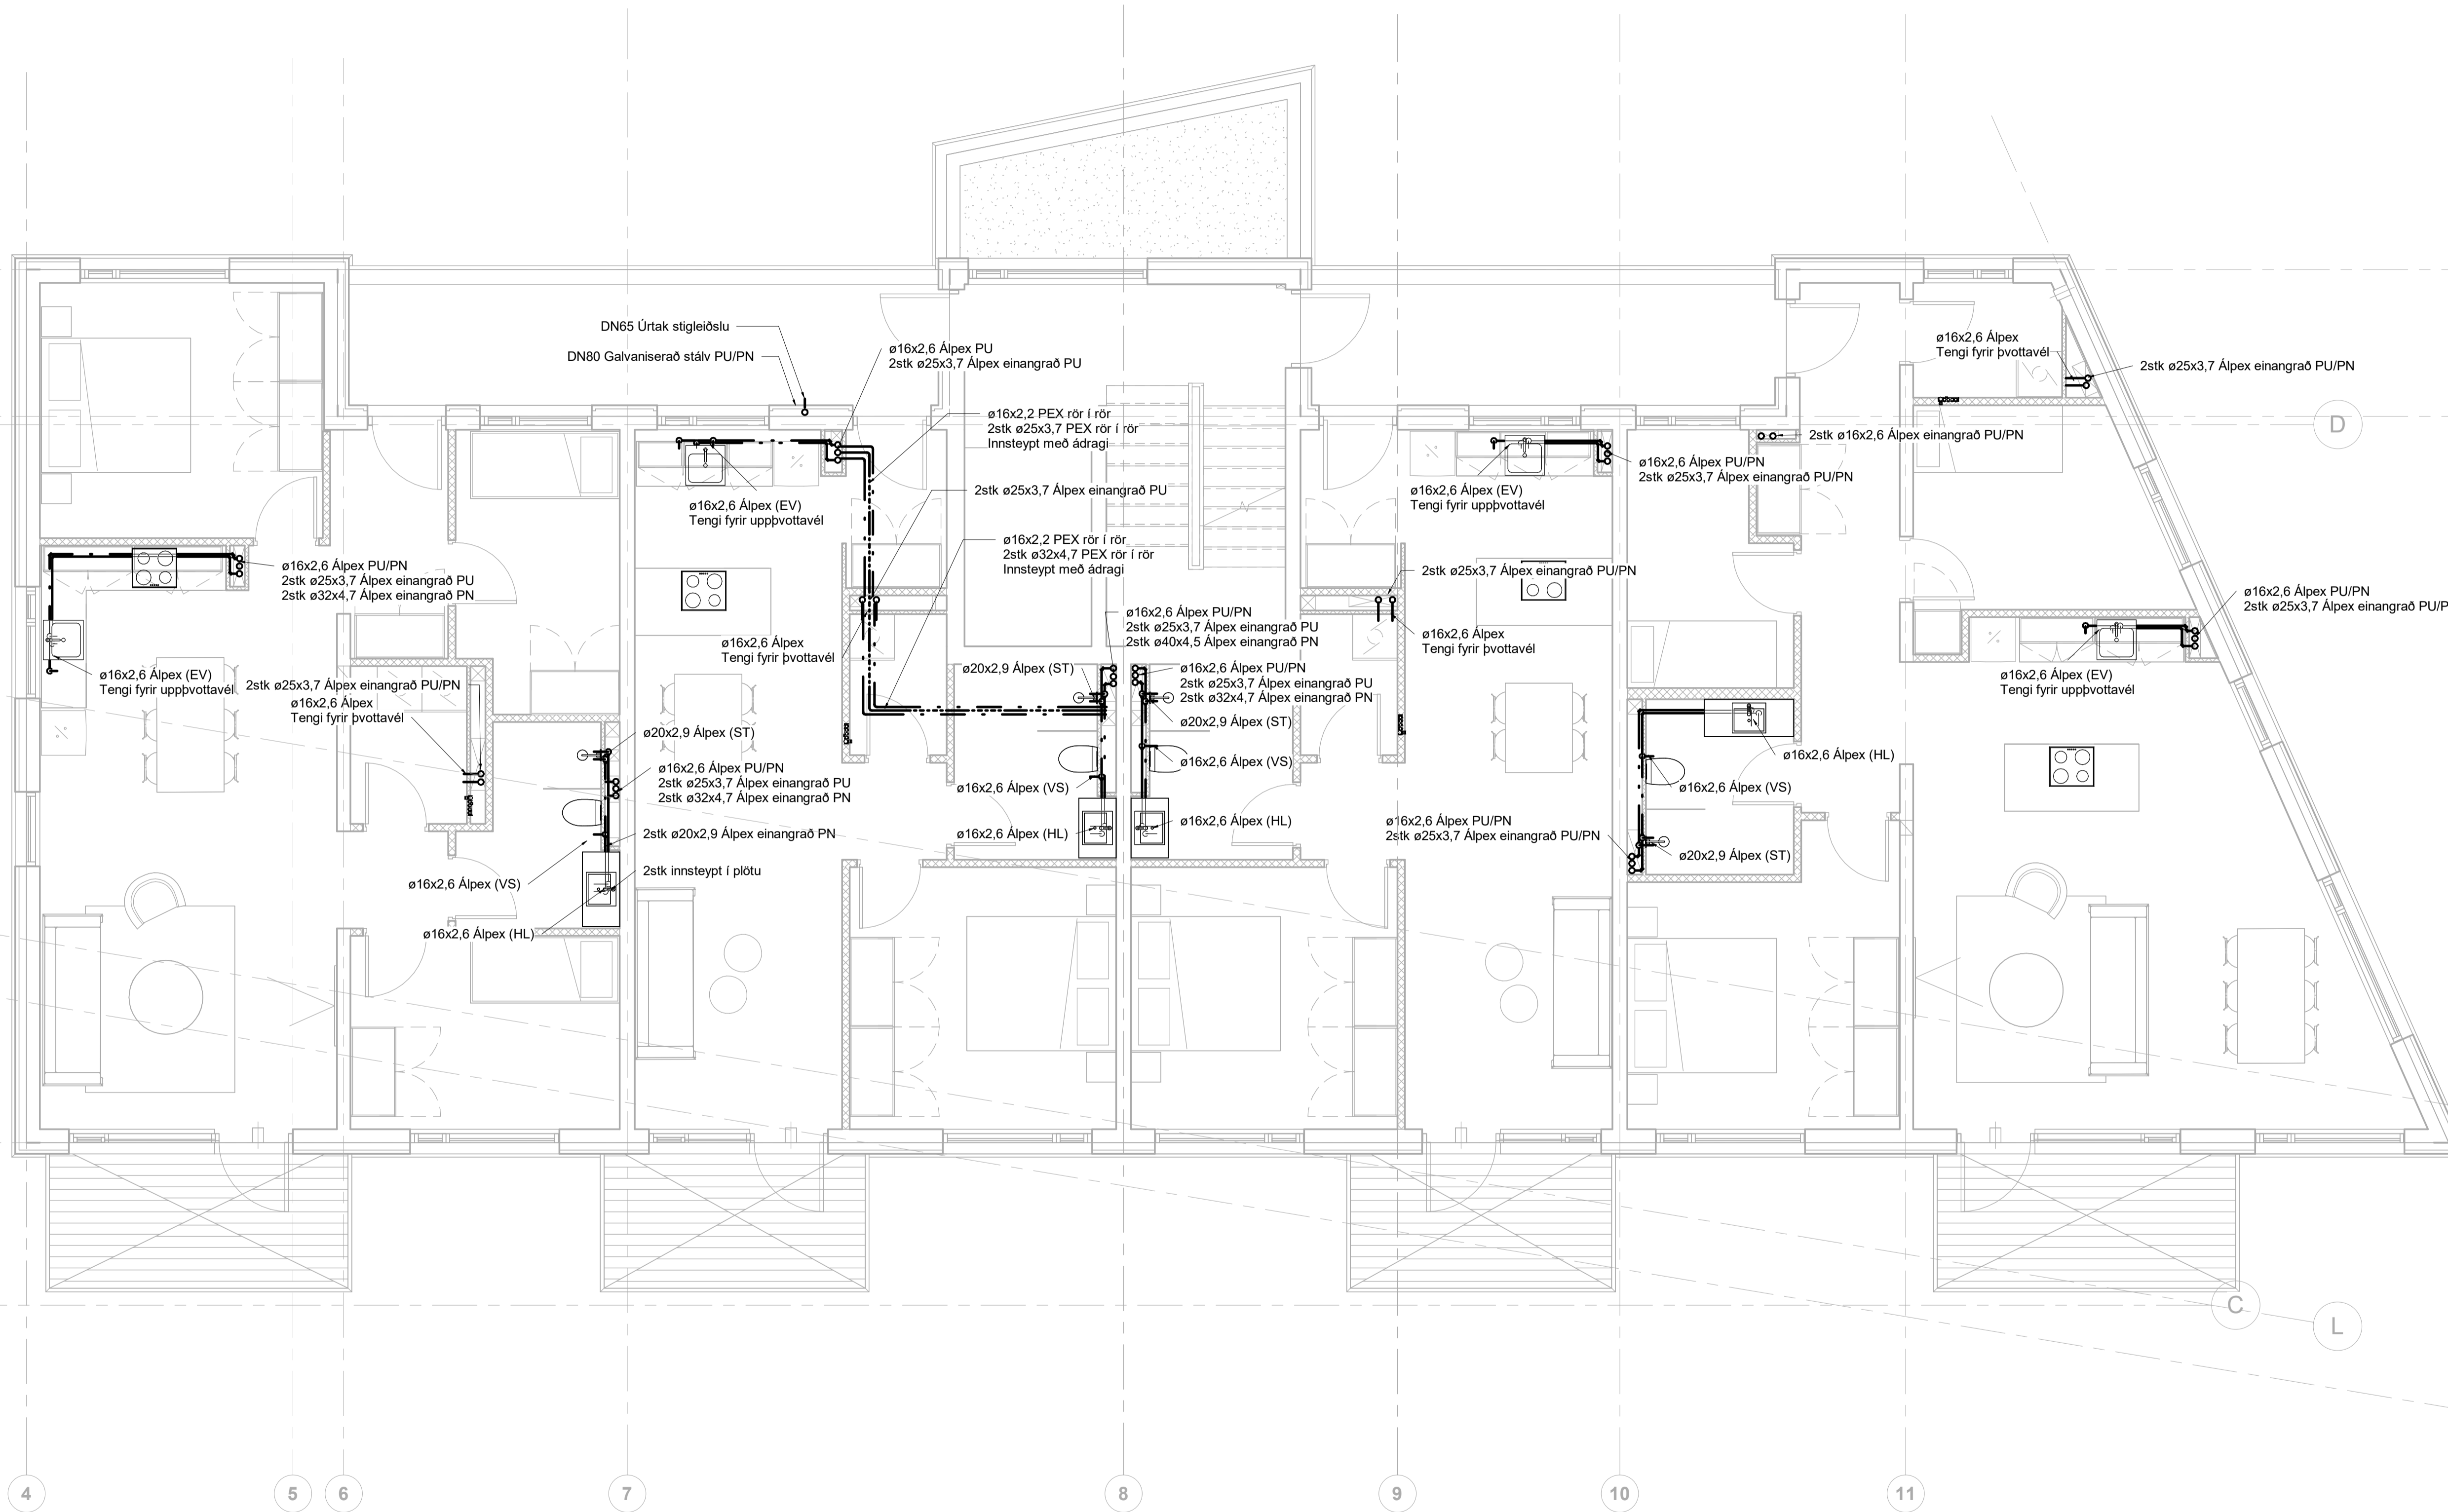 DN65 Úrtak stigleiðslu
DN80 Galvaniserað stálv PU/PN
ø16x2,6 Álpex PU
2stk ø25x3,7 Álpex einangrað PU
ø16x2,6 Álpex
Tengi fyrir þvottavél
2stk ø25x3,7 Álpex einangrað PU/PN
ø16x2,2 PEX rör í rör
2stk ø25x3,7 PEX rör í rör
Innsteypt með ádragi
D
2stk ø16x2,6 Álpex einangrað PU/PN
ø16x2,6 Álpex PU/PN
2stk ø25x3,7 Álpex einangrað PU/PN
2stk ø25x3,7 Álpex einangrað PU
ø16x2,6 Álpex (EV)
Tengi fyrir uppþvottavél
ø16x2,6 Álpex (EV)
Tengi fyrir uppþvottavél
ø16x2,2 PEX rör í rör
2stk ø32x4,7 PEX rör í rör
Innsteypt með ádragi
ø16x2,6 Álpex PU/PN
2stk ø25x3,7 Álpex einangrað PU
2stk ø32x4,7 Álpex einangrað PN
2stk ø25x3,7 Álpex einangrað PU/PN
ø16x2,6 Álpex PU/PN
2stk ø25x3,7 Álpex einangrað PU/P
ø16x2,6 Álpex PU/PN
2stk ø25x3,7 Álpex einangrað PU
2stk ø40x4,5 Álpex einangrað PN
ø16x2,6 Álpex
Tengi fyrir þvottavél
ø16x2,6 Álpex
Tengi fyrir þvottavél
ø16x2,6 Álpex (EV)
Tengi fyrir uppþvottavél
2stk ø25x3,7 Álpex einangrað PU/PN
ø16x2,6 Álpex
Tengi fyrir þvottavél
ø20x2,9 Álpex (ST)
ø16x2,6 Álpex PU/PN
2stk ø25x3,7 Álpex einangrað PU
2stk ø32x4,7 Álpex einangrað PN
ø16x2,6 Álpex (EV)
Tengi fyrir uppþvottavél
ø20x2,9 Álpex (ST)
ø20x2,9 Álpex (ST)
ø16x2,6 Álpex (HL)
ø16x2,6 Álpex (VS)
ø16x2,6 Álpex PU/PN
2stk ø25x3,7 Álpex einangrað PU
2stk ø32x4,7 Álpex einangrað PN
ø16x2,6 Álpex (VS)
ø16x2,6 Álpex (VS)
ø16x2,6 Álpex (HL)
ø16x2,6 Álpex (HL)
ø16x2,6 Álpex PU/PN
2stk ø25x3,7 Álpex einangrað PU/PN
2stk ø20x2,9 Álpex einangrað PN
ø20x2,9 Álpex (ST)
2stk innsteypt í plötu
ø16x2,6 Álpex (VS)
ø16x2,6 Álpex (HL)
C
L
4
5
6
7
8
9
10
11